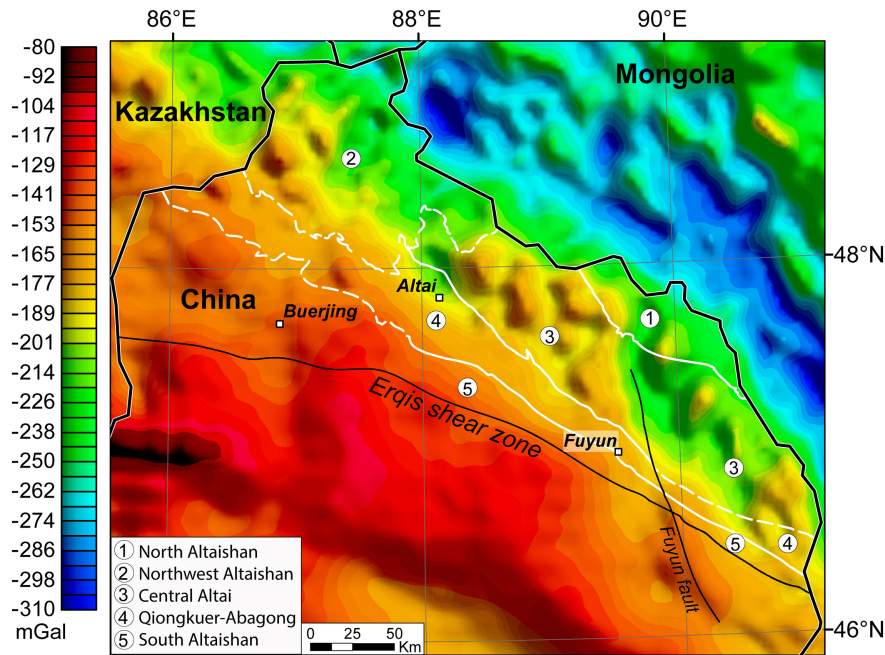 86°E
88°E
90°E
-80
-92
-104
-117
-129
-141
-153
-165
-177
-189
-201
-214
-226
-238
-250
-262
-274
-286
-298
-310
mGal
Mongolia
Kazakhstan
2
48°N
China
Altai
Buerjing
4
1
3
5
Erqis shear zone
Fuyun
3
Fuyun fault
5
4
1 North Altaishan
2 Northwest Altaishan
3 Central Altai
4 Qiongkuer-Abagong
5 South Altaishan
0 25 50
Km
46°N